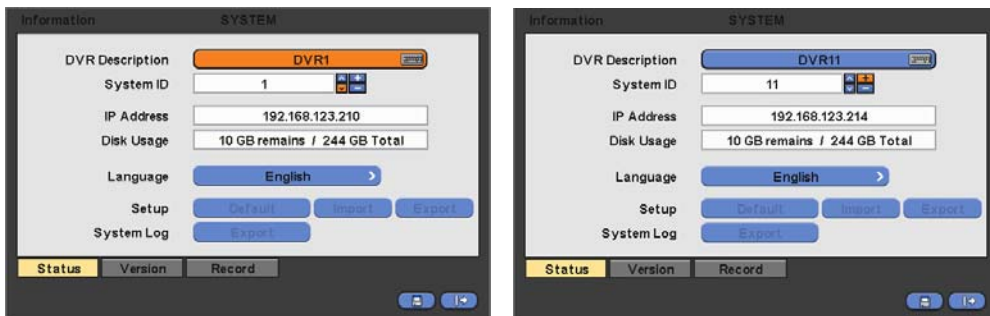 Information SYSTEM
DVR Description DVR1
System ID 1
IP Address 192.168.123.210
Disk Usage 10 GB remains / 244 GB Total
Language English
Setup Default Import Export
System Log Export
Status Version Record
Information SYSTEM
DVR Description DVR11
System ID 11
IP Address 192.168.123.214
Disk Usage 10 GB remains / 244 GB Total
Language English
Setup Default Import Export
System Log Export
Status Version Record